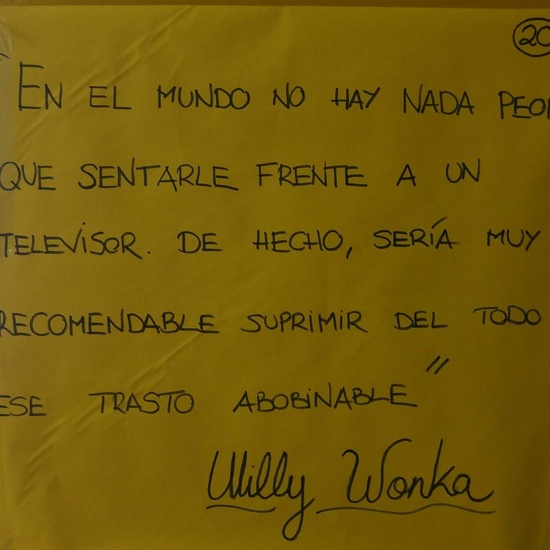 20
"EN EL MUNDO NO HAY NADA PEOR
QUE SENTARLE FRENTE A UN
TELEVISOR. DE HECHO, SERÍA MUY
RECOMENDABLE SUPRIMIR DEL TODO
ESE TRASTO ABOBINABLE"
Willy Wonka